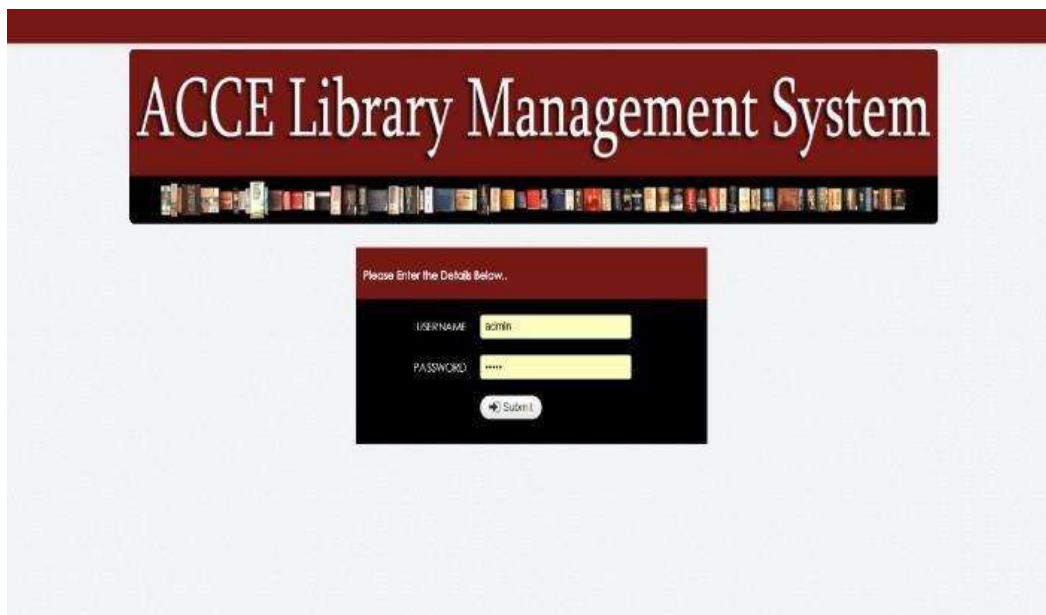 ACCE Library Management System
Please Enter the Details Below..
USERNAME admin
PASSWORD •••••
Submit